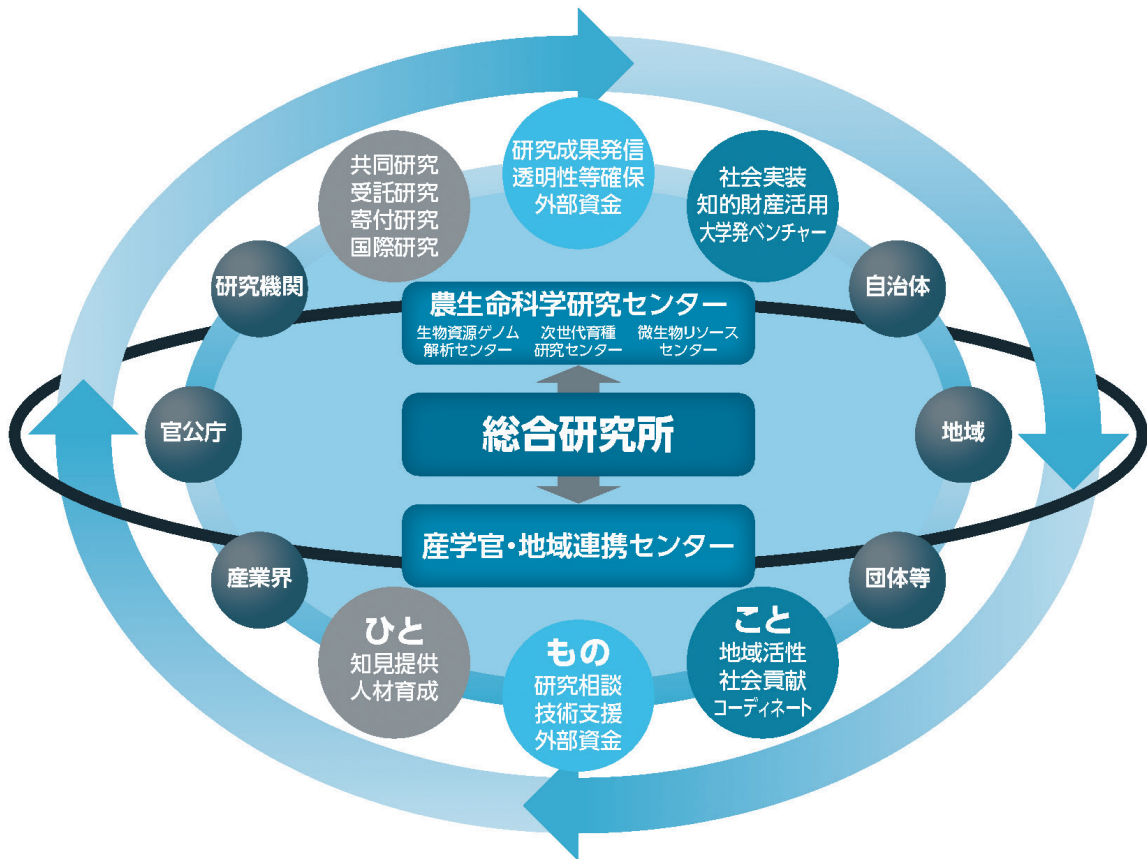 研究成果発信
透明性等確保
外部資金
共同研究
受託研究
寄付研究
国際研究
社会実装
知的財産活用
大学発ベンチャー
研究機関
自治体
農生命科学研究センター
生物資源ゲノム
解析センター
次世代育種
研究センター
微生物リソース
センター
官公庁
総合研究所
地域
産学官・地域連携センター
産業界
団体等
ひと
知見提供
人材育成
もの
研究相談
技術支援
外部資金
こと
地域活性
社会貢献
コーディネート